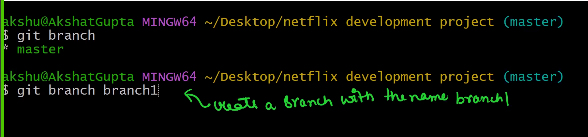 akshu@AkshatGupta MINGW64 ~/Desktop/netflix development project (master)
$ git branch
* master
akshu@AkshatGupta MINGW64 ~/Desktop/netflix development project (master)
$ git branch branch1
create a branch with the name branch1